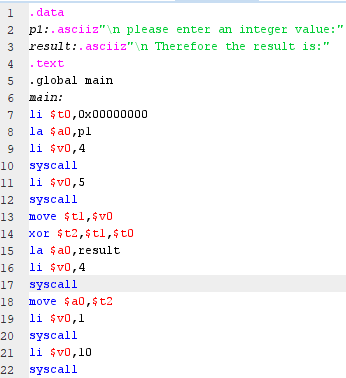 1 .data
2 p1:.asciiz"\n please enter an integer value:"
3 result:.asciiz"\n Therefore the result is:"
4 .text
5 .global main
6 main:
7 li $t0,0x00000000
8 la $a0,p1
9 li $v0,4
10 syscall
11 li $v0,5
12 syscall
13 move $t1,$v0
14 xor $t2,$t1,$t0
15 la $a0,result
16 li $v0,4
17 syscall
18 move $a0,$t2
19 li $v0,1
20 syscall
21 li $v0,10
22 syscall